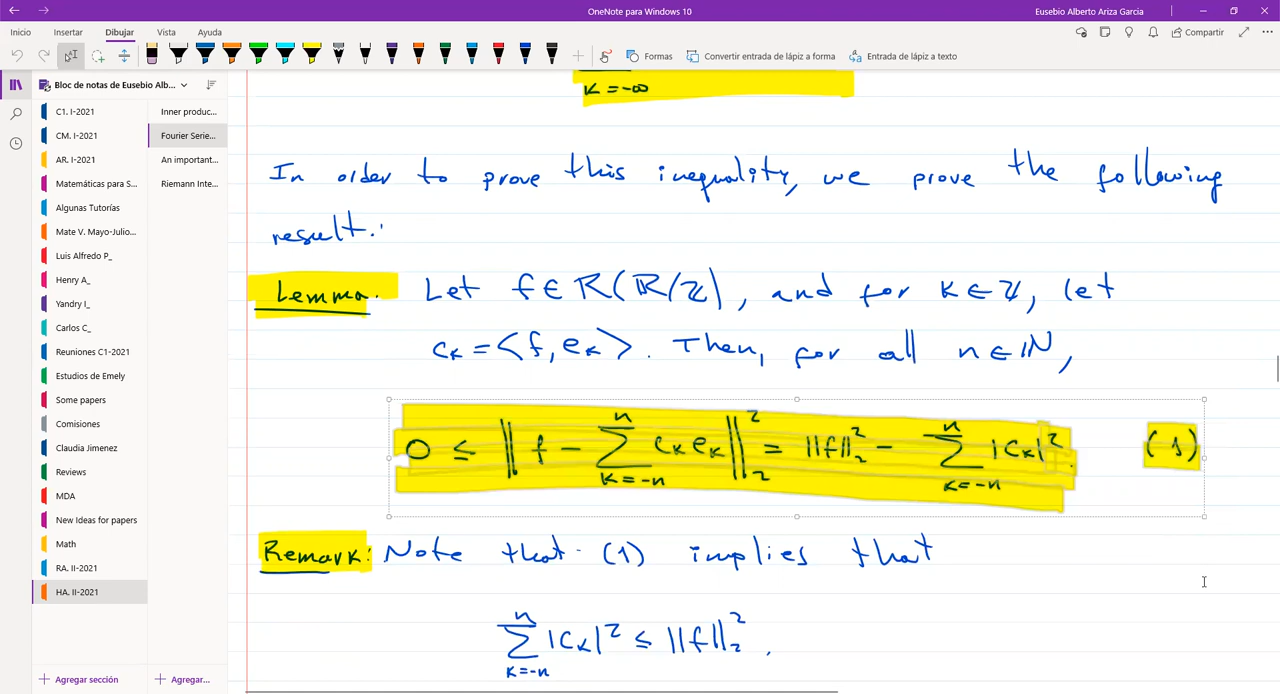 OneNote para Windows 10
Eusebio Alberto Ariza Garcia
Inicio Insertar Dibujar Vista Ayuda
Compartir
Formas Convertir entrada de lápiz a forma Entrada de lápiz a texto
Bloc de notas de Eusebio Alb...
C1. I-2021
CM. I-2021
AR. I-2021
Matemáticas para S...
Algunas Tutorías
Mate V. Mayo-Julio...
Luis Alfredo P_
Henry A_
Yandry I_
Carlos C_
Reuniones C1-2021
Estudios de Emely
Some papers
Comisiones
Claudia Jimenez
Reviews
MDA
New Ideas for papers
Math
RA. II-2021
HA. II-2021
Agregar sección
Inner produc...
Fourier Serie...
An important...
Riemann Inte...
Agregar...
K=-∞
In order to prove this inequality, we prove the following
result.
Lemma. Let f∈R(ℝ/ℤ), and for K∈ℤ, let
c_K = <f, e_K>. Then, for all n∈ℕ,
0 ≤ ‖f - ∑_{K=-n}^{n} c_K e_K‖_2^2 = ‖f‖_2^2 - ∑_{K=-n}^{n} |c_K|^2. (1)
Remark: Note that (1) implies that
∑_{K=-n}^{n} |c_K|^2 ≤ ‖f‖_2^2,